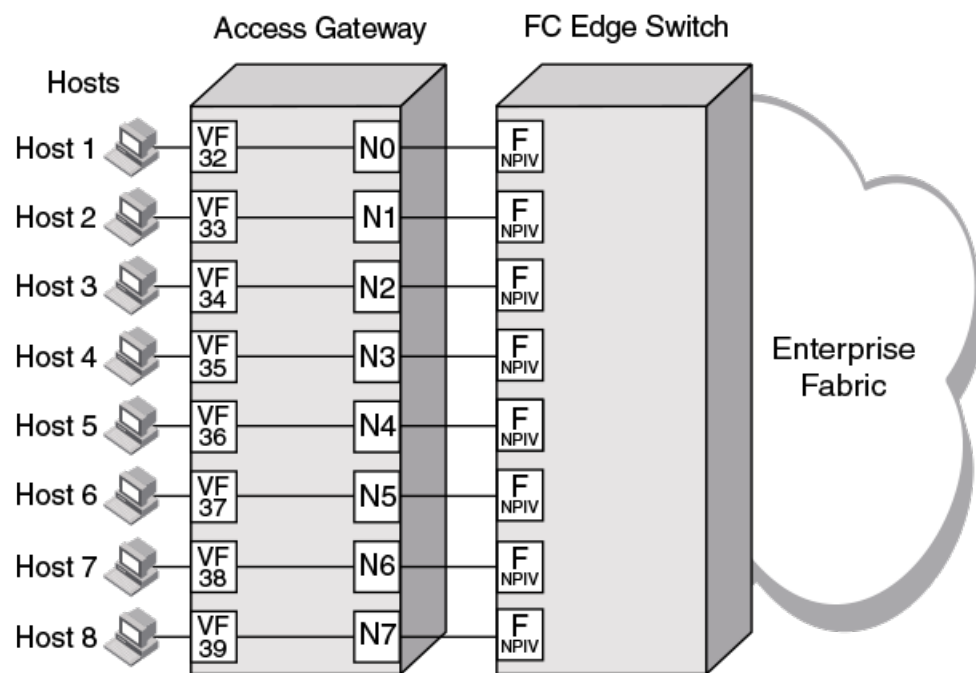 Access Gateway
FC Edge Switch
Hosts
Host 1
VF
32
N0
F
NPIV
Host 2
VF
33
N1
F
NPIV
Host 3
VF
34
N2
F
NPIV
Host 4
VF
35
N3
F
NPIV
Host 5
VF
36
N4
F
NPIV
Host 6
VF
37
N5
F
NPIV
Host 7
VF
38
N6
F
NPIV
Host 8
VF
39
N7
F
NPIV
Enterprise
Fabric